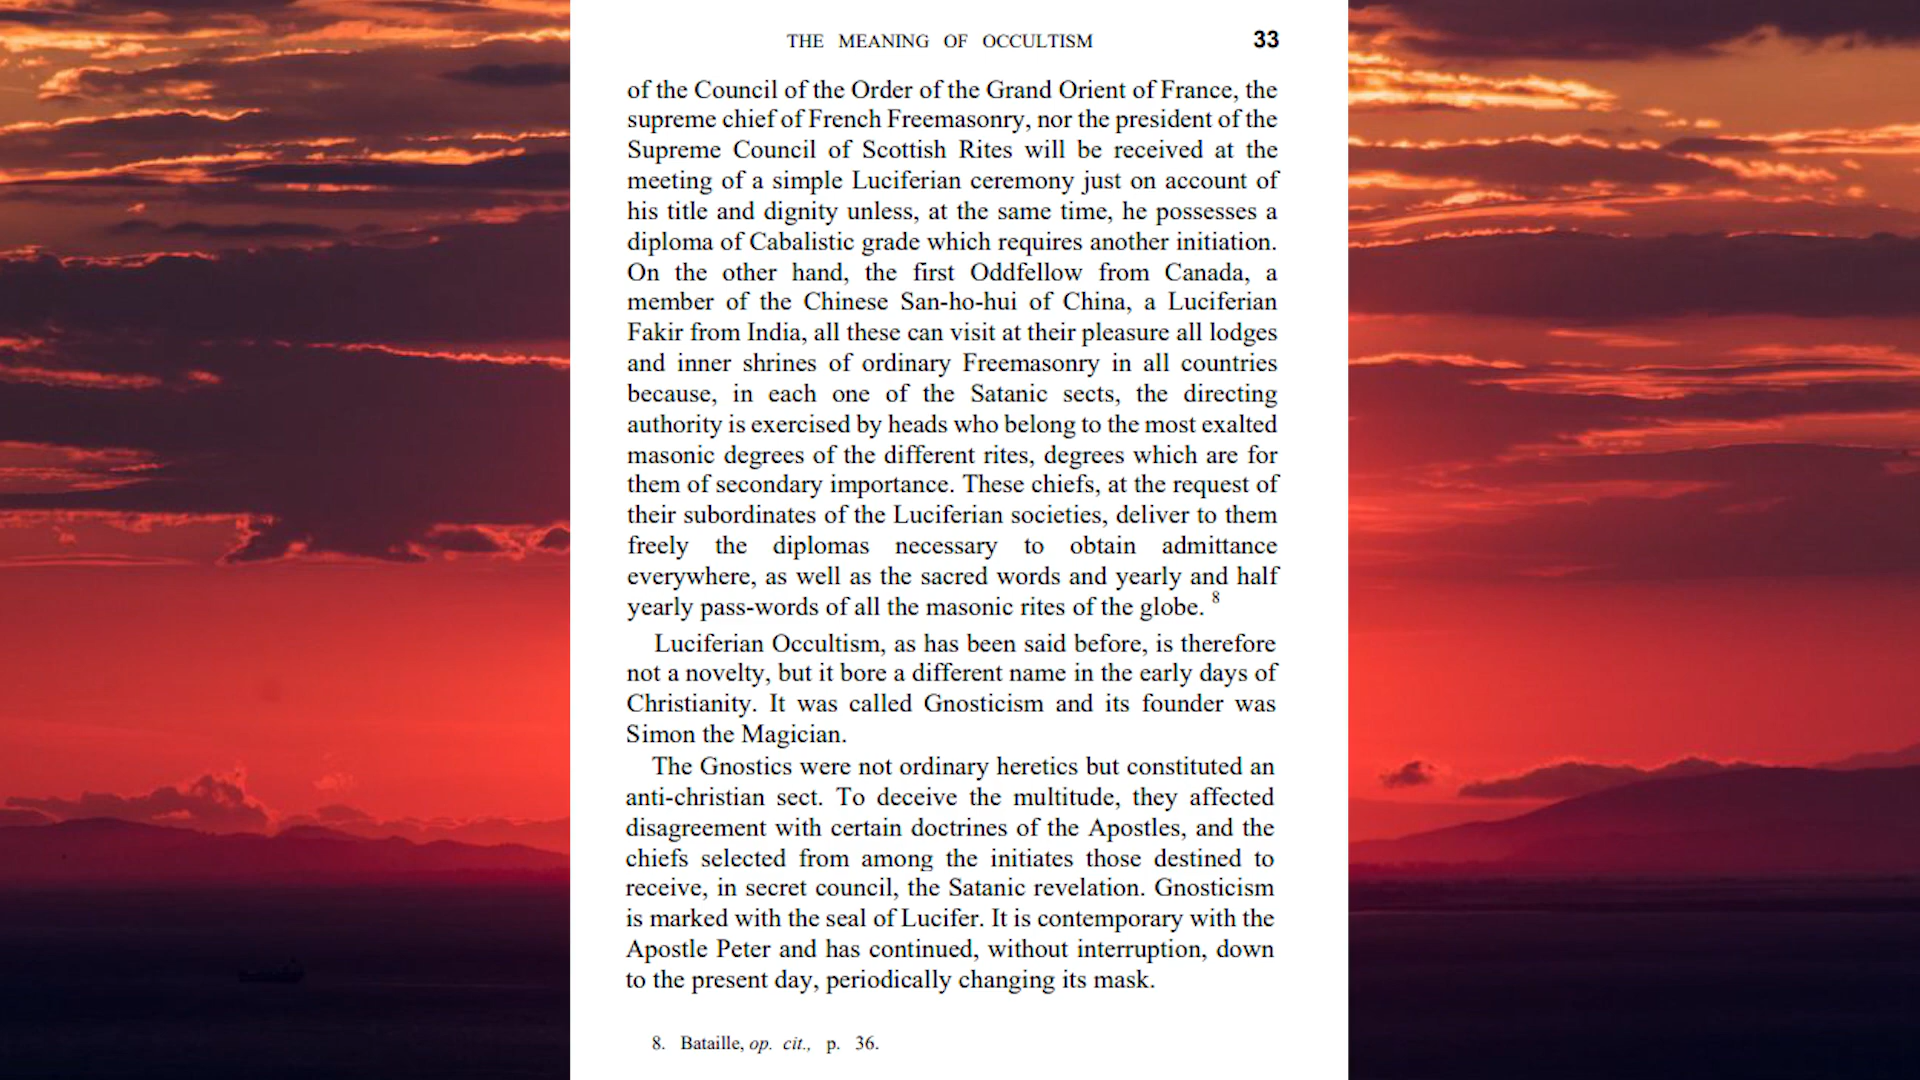 THE MEANING OF OCCULTISM 33
of the Council of the Order of the Grand Orient of France, the
supreme chief of French Freemasonry, nor the president of the
Supreme Council of Scottish Rites will be received at the
meeting of a simple Luciferian ceremony just on account of
his title and dignity unless, at the same time, he possesses a
diploma of Cabalistic grade which requires another initiation.
On the other hand, the first Oddfellow from Canada, a
member of the Chinese San-ho-hui of China, a Luciferian
Fakir from India, all these can visit at their pleasure all lodges
and inner shrines of ordinary Freemasonry in all countries
because, in each one of the Satanic sects, the directing
authority is exercised by heads who belong to the most exalted
masonic degrees of the different rites, degrees which are for
them of secondary importance. These chiefs, at the request of
their subordinates of the Luciferian societies, deliver to them
freely the diplomas necessary to obtain admittance
everywhere, as well as the sacred words and yearly and half
yearly pass-words of all the masonic rites of the globe. 8
Luciferian Occultism, as has been said before, is therefore
not a novelty, but it bore a different name in the early days of
Christianity. It was called Gnosticism and its founder was
Simon the Magician.
The Gnostics were not ordinary heretics but constituted an
anti-christian sect. To deceive the multitude, they affected
disagreement with certain doctrines of the Apostles, and the
chiefs selected from among the initiates those destined to
receive, in secret council, the Satanic revelation. Gnosticism
is marked with the seal of Lucifer. It is contemporary with the
Apostle Peter and has continued, without interruption, down
to the present day, periodically changing its mask.
8. Bataille, op. cit., p. 36.